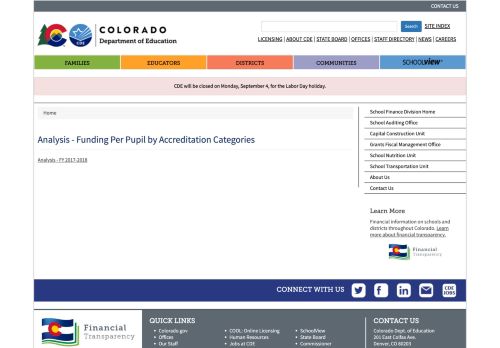 CONTACT US
COLORADO
Department of Education
CDE
Search
SITE INDEX
LICENSING | ABOUT CDE | STATE BOARD | OFFICES | STAFF DIRECTORY | NEWS | CAREERS
FAMILIES
EDUCATORS
DISTRICTS
COMMUNITIES
SCHOOLVIEW
CDE will be closed on Monday, September 4, for the Labor Day holiday.
Home
Analysis - Funding Per Pupil by Accreditation Categories
Analysis - FY 2017-2018
School Finance Division Home
School Auditing Office
Capital Construction Unit
Grants Fiscal Management Office
School Nutrition Unit
School Transportation Unit
About Us
Contact Us
Learn More
Financial information on schools and
districts throughout Colorado. Learn
more about financial transparency.
Financial
Transparency
CONNECT WITH US
CDE
JOBS
Financial
Transparency
QUICK LINKS
• Colorado.gov
• Offices
• Our Staff
• COOL: Online Licensing
• Human Resources
• Jobs at CDE
• SchoolView
• State Board
• Commissioner
CONTACT US
Colorado Dept. of Education
201 East Colfax Ave.
Denver, CO 80203